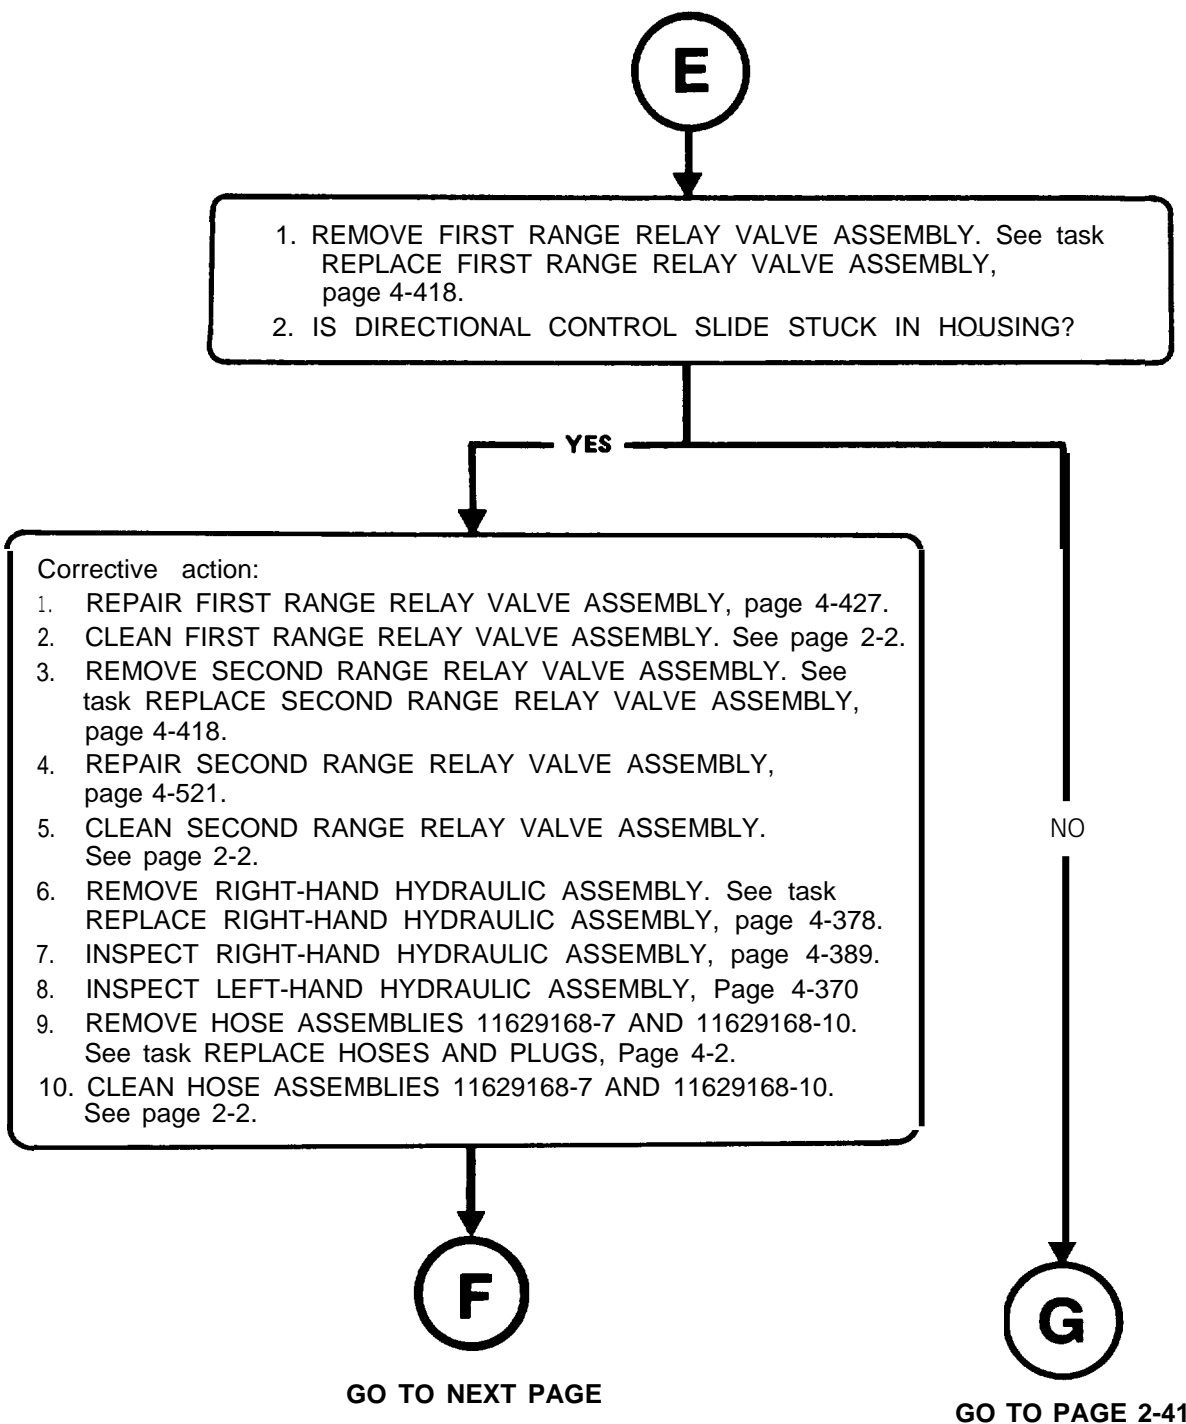 E
1. REMOVE FIRST RANGE RELAY VALVE ASSEMBLY. See task
REPLACE FIRST RANGE RELAY VALVE ASSEMBLY,
page 4-418.
2. IS DIRECTIONAL CONTROL SLIDE STUCK IN HOUSING?
YES
Corrective action:
1. REPAIR FIRST RANGE RELAY VALVE ASSEMBLY, page 4-427.
2. CLEAN FIRST RANGE RELAY VALVE ASSEMBLY. See page 2-2.
3. REMOVE SECOND RANGE RELAY VALVE ASSEMBLY. See
task REPLACE SECOND RANGE RELAY VALVE ASSEMBLY,
page 4-418.
4. REPAIR SECOND RANGE RELAY VALVE ASSEMBLY,
page 4-521.
5. CLEAN SECOND RANGE RELAY VALVE ASSEMBLY.
See page 2-2.
6. REMOVE RIGHT-HAND HYDRAULIC ASSEMBLY. See task
REPLACE RIGHT-HAND HYDRAULIC ASSEMBLY, page 4-378.
7. INSPECT RIGHT-HAND HYDRAULIC ASSEMBLY, page 4-389.
8. INSPECT LEFT-HAND HYDRAULIC ASSEMBLY, Page 4-370
9. REMOVE HOSE ASSEMBLIES 11629168-7 AND 11629168-10.
See task REPLACE HOSES AND PLUGS, Page 4-2.
10. CLEAN HOSE ASSEMBLIES 11629168-7 AND 11629168-10.
See page 2-2.
NO
F
GO TO NEXT PAGE
G
GO TO PAGE 2-41